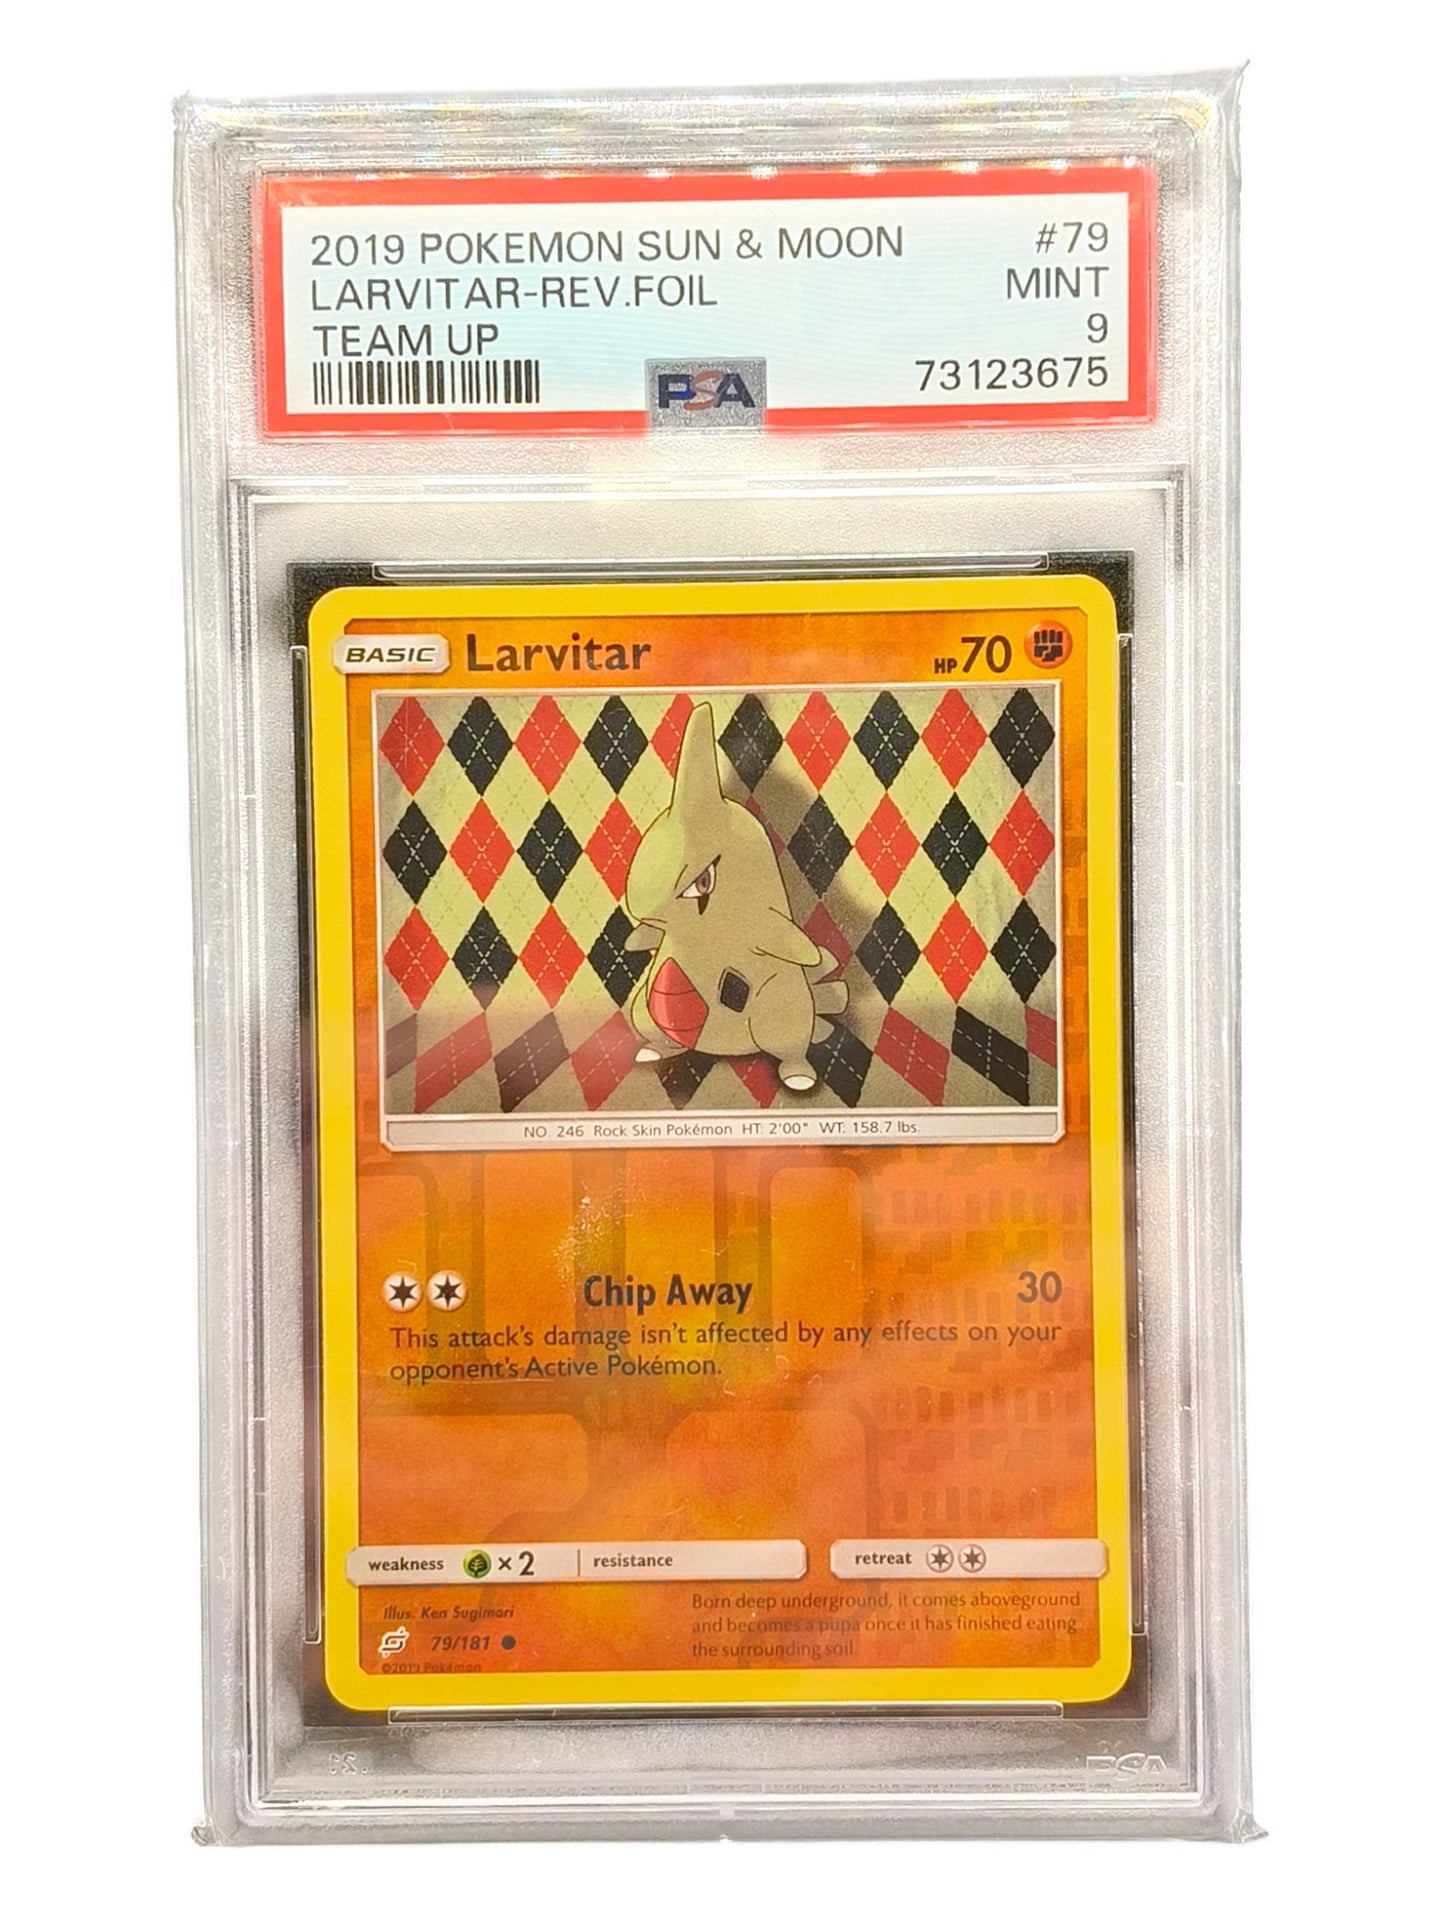 2019 POKEMON SUN & MOON #79
LARVITAR-REV.FOIL MINT
TEAM UP 9
PSA 73123675
BASIC Larvitar HP 70
NO. 246 Rock Skin Pokémon HT: 2'00" WT: 158.7 lbs.
Chip Away 30
This attack's damage isn't affected by any effects on your
opponent's Active Pokémon.
weakness ×2 resistance retreat
Illus. Ken Sugimori
79/181
©2019 Pokémon
Born deep underground, it comes aboveground
and becomes a pupa once it has finished eating
the surrounding soil.
PSA